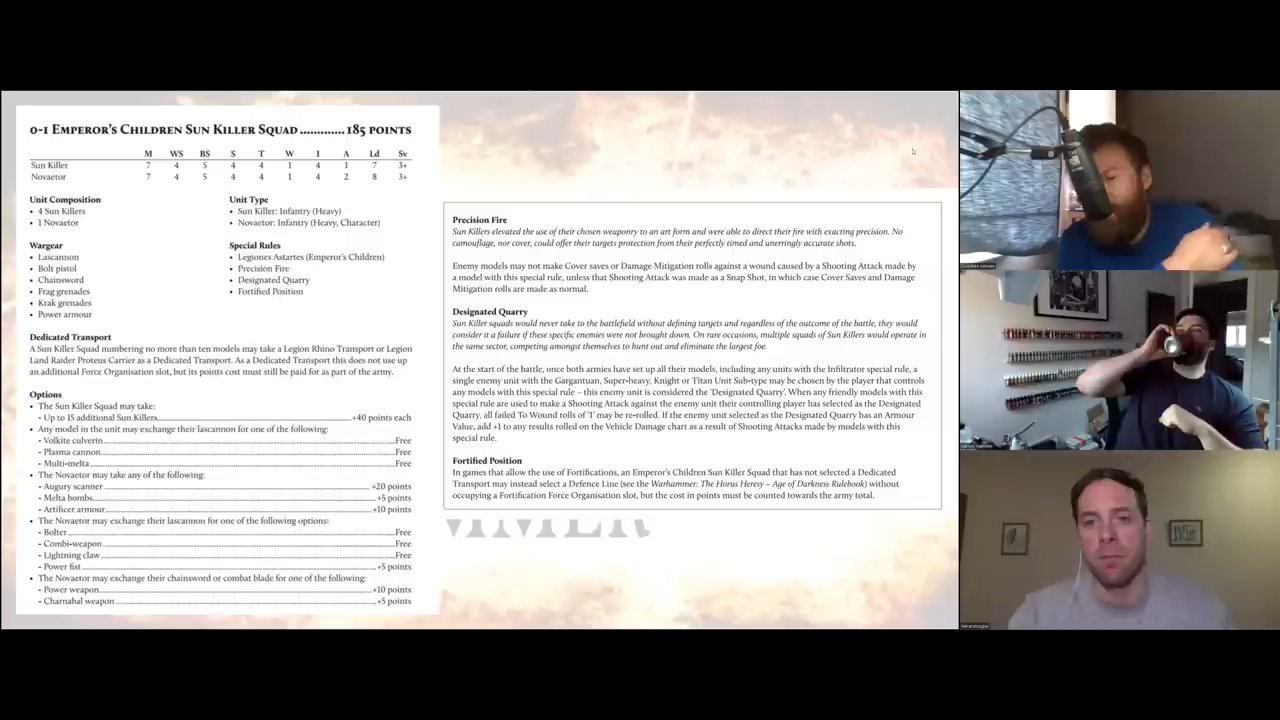 0-1 Emperor's Children Sun Killer Squad ............. 185 points
M WS BS S T W I A Ld Sv
Sun Killer 7 4 5 4 4 1 4 1 7 3+
Novaetor 7 4 5 4 4 1 4 2 8 3+
Unit Composition
• 4 Sun Killers
• 1 Novaetor
Unit Type
• Sun Killer: Infantry (Heavy)
• Novaetor: Infantry (Heavy, Character)
Wargear
• Lascannon
• Bolt pistol
• Chainsword
• Frag grenades
• Krak grenades
• Power armour
Special Rules
• Legiones Astartes (Emperor's Children)
• Precision Fire
• Designated Quarry
• Fortified Position
Dedicated Transport
A Sun Killer Squad numbering no more than ten models may take a Legion Rhino Transport or Legion
Land Raider Proteus Carrier as a Dedicated Transport. As a Dedicated Transport this does not use up
an additional Force Organisation slot, but its points cost must still be paid for as part of the army.
Options
• The Sun Killer Squad may take:
- Up to 15 additional Sun Killers +40 points each
• Any model in the unit may exchange their lascannon for one of the following:
- Volkite culverin Free
- Plasma cannon Free
- Multi-melta Free
• The Novaetor may take any of the following:
- Augury scanner +20 points
- Melta bombs +5 points
- Artificer armour +10 points
• The Novaetor may exchange their lascannon for one of the following options:
- Bolter Free
- Combi-weapon Free
- Lightning claw Free
- Power fist +5 points
• The Novaetor may exchange their chainsword or combat blade for one of the following:
- Power weapon +10 points
- Charnabal weapon +5 points
Precision Fire
Sun Killers elevated the use of their chosen weaponry to an art form and were able to direct their fire with exacting precision. No
camouflage, nor cover, could offer their targets protection from their perfectly timed and unerringly accurate shots.
Enemy models may not make Cover saves or Damage Mitigation rolls against a wound caused by a Shooting Attack made by
a model with this special rule, unless that Shooting Attack was made as a Snap Shot, in which case Cover Saves and Damage
Mitigation rolls are made as normal.
Designated Quarry
Sun Killer squads would never take to the battlefield without defining targets and regardless of the outcome of the battle, they would
consider it a failure if these specific enemies were not brought down. On rare occasions, multiple squads of Sun Killers would operate in
the same sector, competing amongst themselves to hunt out and eliminate the largest foe.
At the start of the battle, once both armies have set up all their models, including any units with the Infiltrator special rule, a
single enemy unit with the Gargantuan, Super-heavy, Knight or Titan Unit Sub-type may be chosen by the player that controls
any models with this special rule – this enemy unit is considered the 'Designated Quarry'. When any friendly models with this
special rule are used to make a Shooting Attack against the enemy unit their controlling player has selected as the Designated
Quarry, all failed To Wound rolls of '1' may be re-rolled. If the enemy unit selected as the Designated Quarry has an Armour
Value, add +1 to any results rolled on the Vehicle Damage chart as a result of Shooting Attacks made by models with this
special rule.
Fortified Position
In games that allow the use of Fortifications, an Emperor's Children Sun Killer Squad that has not selected a Dedicated
Transport may instead select a Defence Line (see the Warhammer: The Horus Heresy – Age of Darkness Rulebook) without
occupying a Fortification Force Organisation slot, but the cost in points must be counted towards the army total.